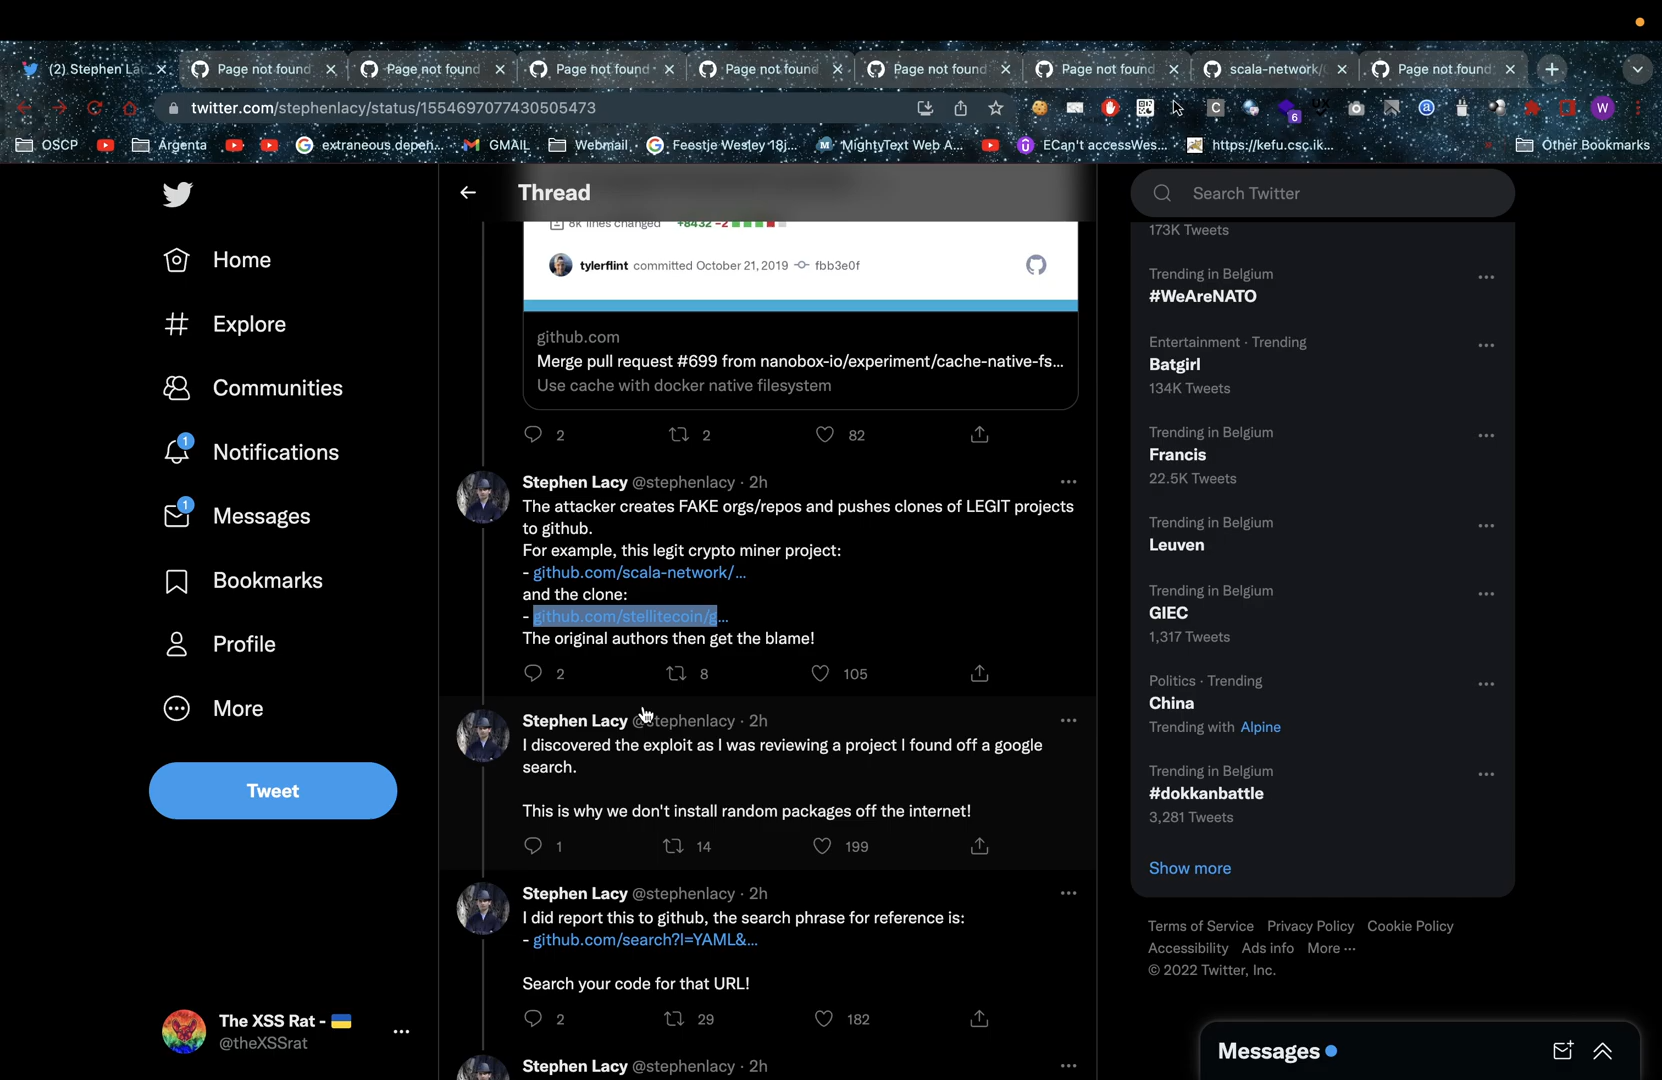 (2) Stephen La
Page not found
Page not found
Page not found
Page not found
Page not found
Page not found
scala-network/
Page not found
twitter.com/stephenlacy/status/1554697077430505473
C
6
W
OSCP
Argenta
extraneous.depen...
GMAIL
Webmail
Feestje Wesley 18j...
MightyText Web A...
ECan't accessWes...
https://kefu.csc.ik...
Other Bookmarks
Home
Explore
Communities
1
Notifications
1
Messages
Bookmarks
Profile
More
Tweet
The XSS Rat -
@theXSSrat
Thread
8k lines changed +8432 −2
tylerflint committed October 21, 2019 fbb3e0f
github.com
Merge pull request #699 from nanobox-io/experiment/cache-native-fs...
Use cache with docker native filesystem
2 2 82
Stephen Lacy @stephenlacy · 2h
The attacker creates FAKE orgs/repos and pushes clones of LEGIT projects
to github.
For example, this legit crypto miner project:
- github.com/scala-network/...
and the clone:
- github.com/stellitecoin/g...
The original authors then get the blame!
2 8 105
Stephen Lacy @stephenlacy · 2h
I discovered the exploit as I was reviewing a project I found off a google
search.
This is why we don't install random packages off the internet!
1 14 199
Stephen Lacy @stephenlacy · 2h
I did report this to github, the search phrase for reference is:
- github.com/search?l=YAML&...
Search your code for that URL!
2 29 182
Stephen Lacy @stephenlacy · 2h
Search Twitter
173K Tweets
Trending in Belgium
#WeAreNATO
Entertainment · Trending
Batgirl
134K Tweets
Trending in Belgium
Francis
22.5K Tweets
Trending in Belgium
Leuven
Trending in Belgium
GIEC
1,317 Tweets
Politics · Trending
China
Trending with Alpine
Trending in Belgium
#dokkanbattle
3,281 Tweets
Show more
Terms of Service Privacy Policy Cookie Policy
Accessibility Ads info More ···
© 2022 Twitter, Inc.
Messages